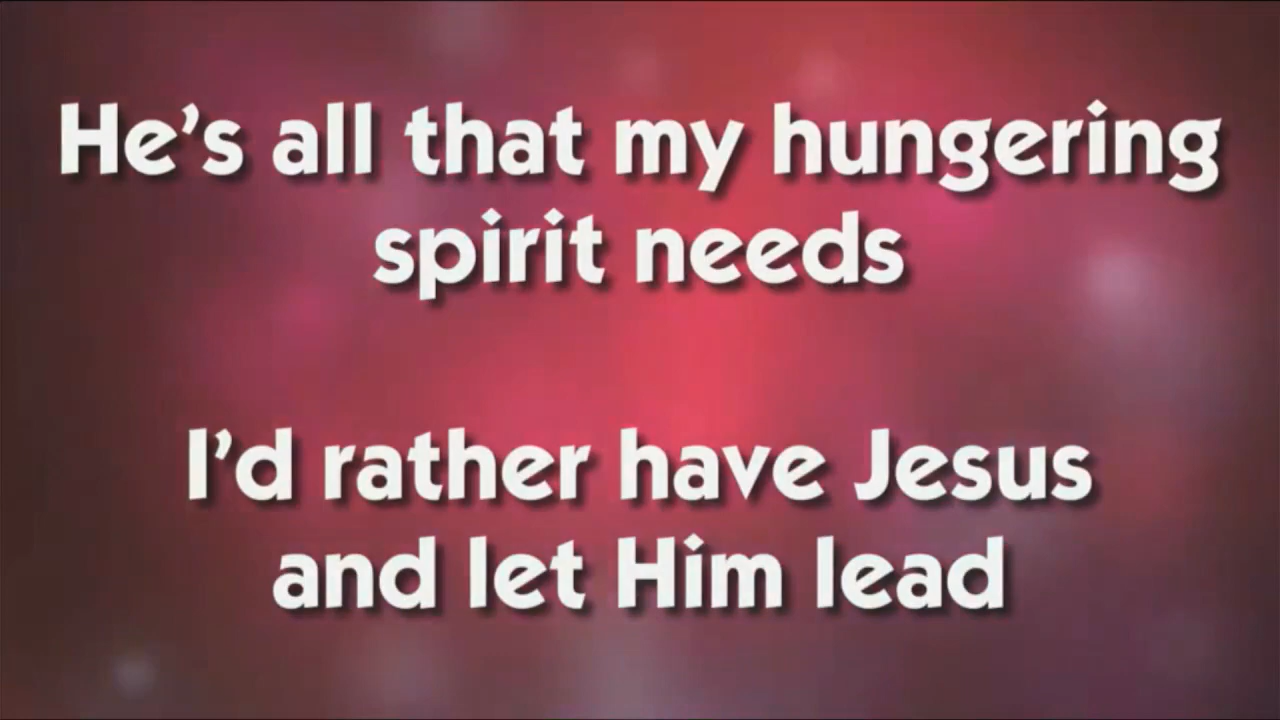 He's all that my hungering
spirit needs
I'd rather have Jesus
and let Him lead